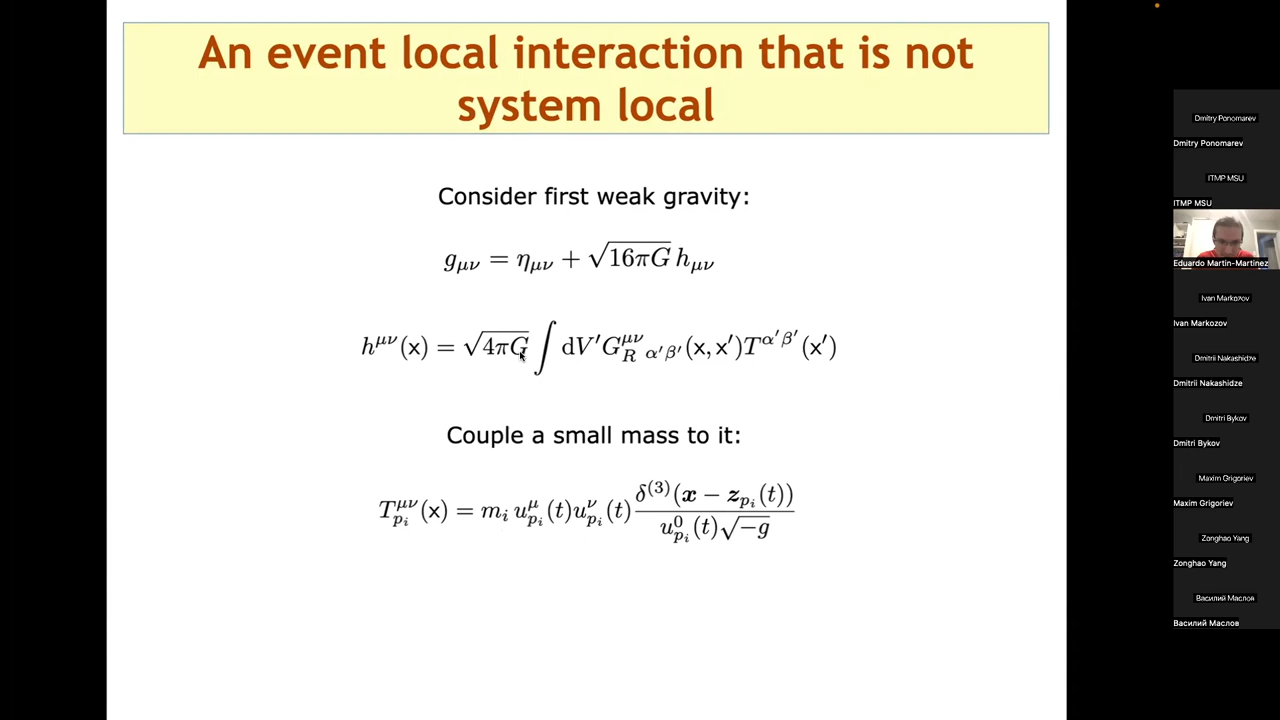 An event local interaction that is not
system local
Consider first weak gravity:
g_{μν} = η_{μν} + √(16πG) h_{μν}
h^{μν}(x) = √(4πG) ∫ dV′ G_R^{μν}_{α′β′}(x, x′) T^{α′β′}(x′)
Couple a small mass to it:
T^{μν}_{p_i}(x) = m_i u^μ_{p_i}(t) u^ν_{p_i}(t) δ^{(3)}(x − z_{p_i}(t)) / (u^0_{p_i}(t) √−g)
Dmitry Ponomarev
Dmitry Ponomarev
ITMP MSU
ITMP MSU
Eduardo Martin-Martinez
Ivan Markozov
Ivan Markozov
Dmitrii Nakashidze
Dmitrii Nakashidze
Dmitri Bykov
Dmitri Bykov
Maxim Grigoriev
Maxim Grigoriev
Zonghao Yang
Zonghao Yang
Василий Маслов
Василий Маслов